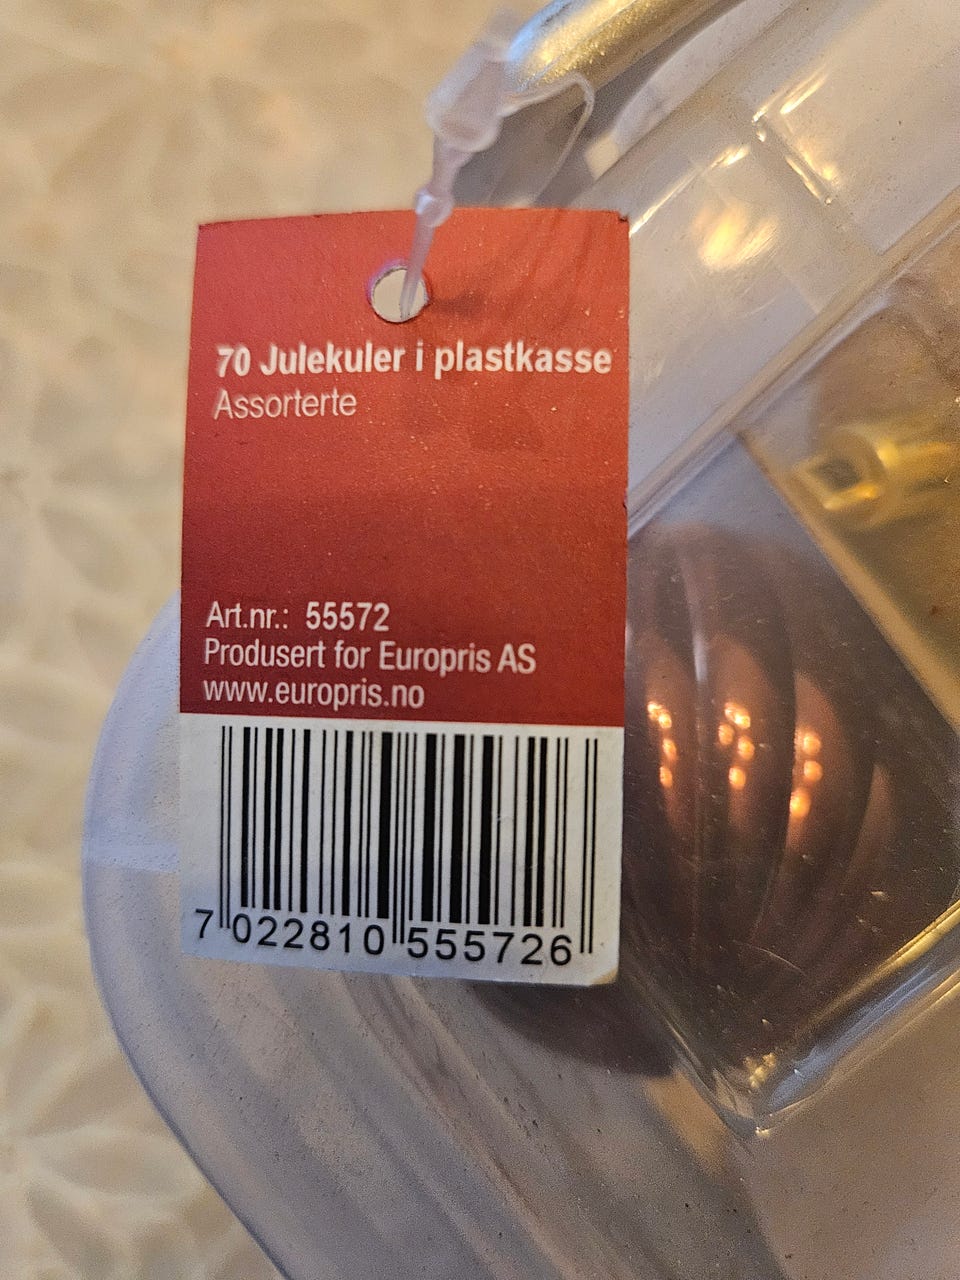 70 Julekuler i plastkasse
Assorterte
Art.nr.: 55572
Produsert for Europris AS
www.europris.no
7 022810 555726